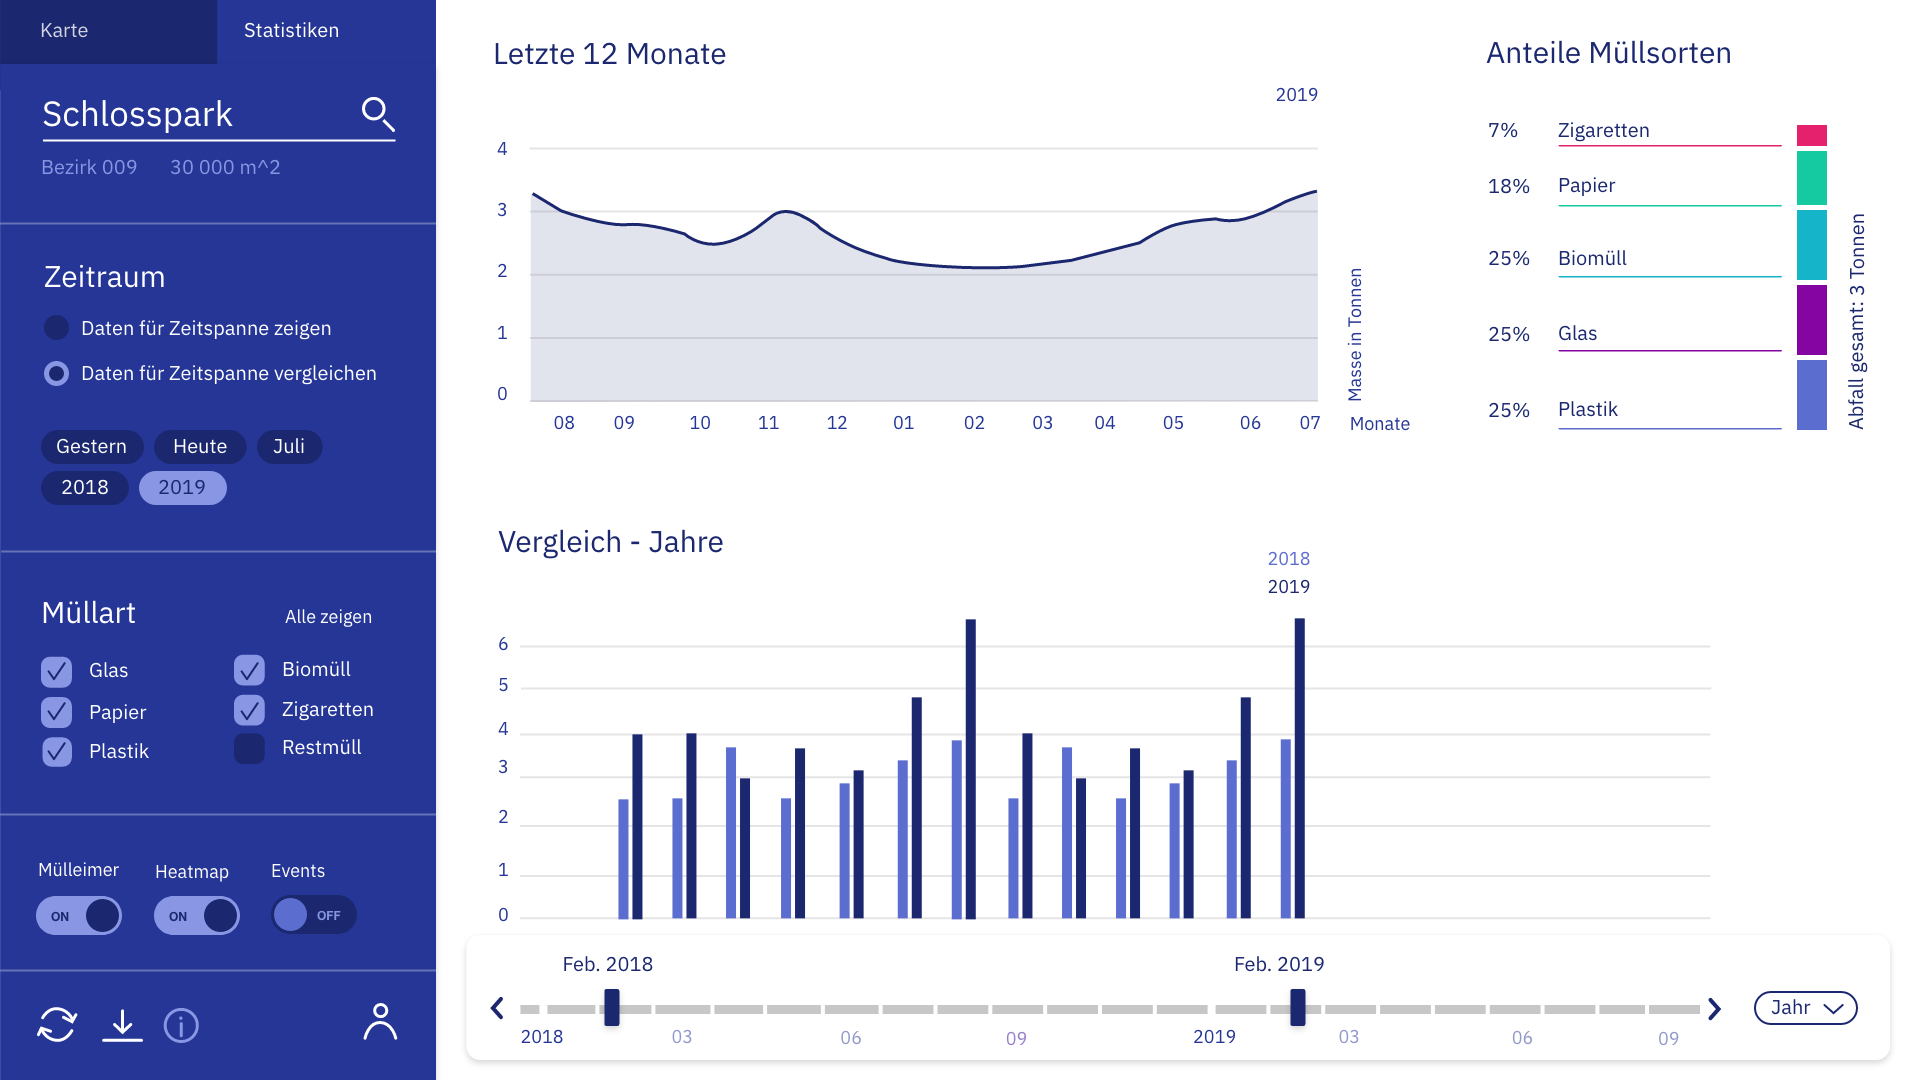 Karte
Statistiken
Schlosspark
Bezirk 009 30 000 m^2
Zeitraum
Daten für Zeitspanne zeigen
Daten für Zeitspanne vergleichen
Gestern Heute Juli
2018 2019
Müllart Alle zeigen
Glas Biomüll
Papier Zigaretten
Plastik Restmüll
Mülleimer Heatmap Events
ON ON OFF
Letzte 12 Monate
2019
4
3
2
1
0
08 09 10 11 12 01 02 03 04 05 06 07
Monate
Masse in Tonnen
Anteile Müllsorten
7% Zigaretten
18% Papier
25% Biomüll
25% Glas
25% Plastik
Abfall gesamt: 3 Tonnen
Vergleich - Jahre
2018
2019
6
5
4
3
2
1
0
Feb. 2018 Feb. 2019
2018 03 06 09 2019 03 06 09
Jahr